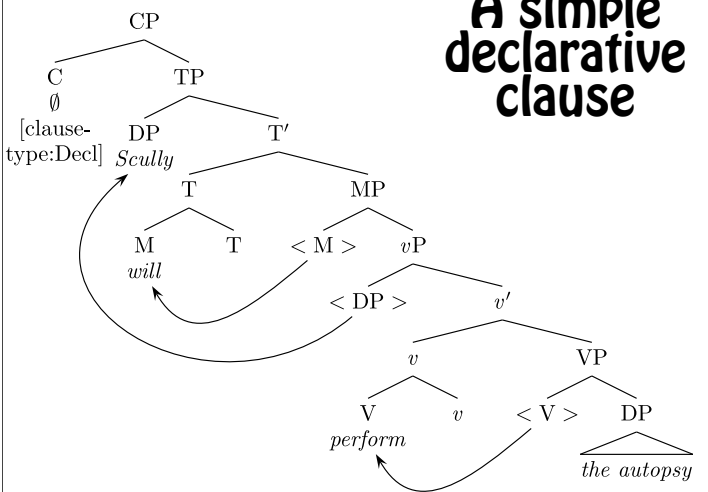 A simple
declarative
clause
CP
C TP
∅
[clause-
type:Decl]
DP T′
Scully
T MP
M T < M > vP
will
< DP > v′
v VP
V v < V > DP
perform
the autopsy